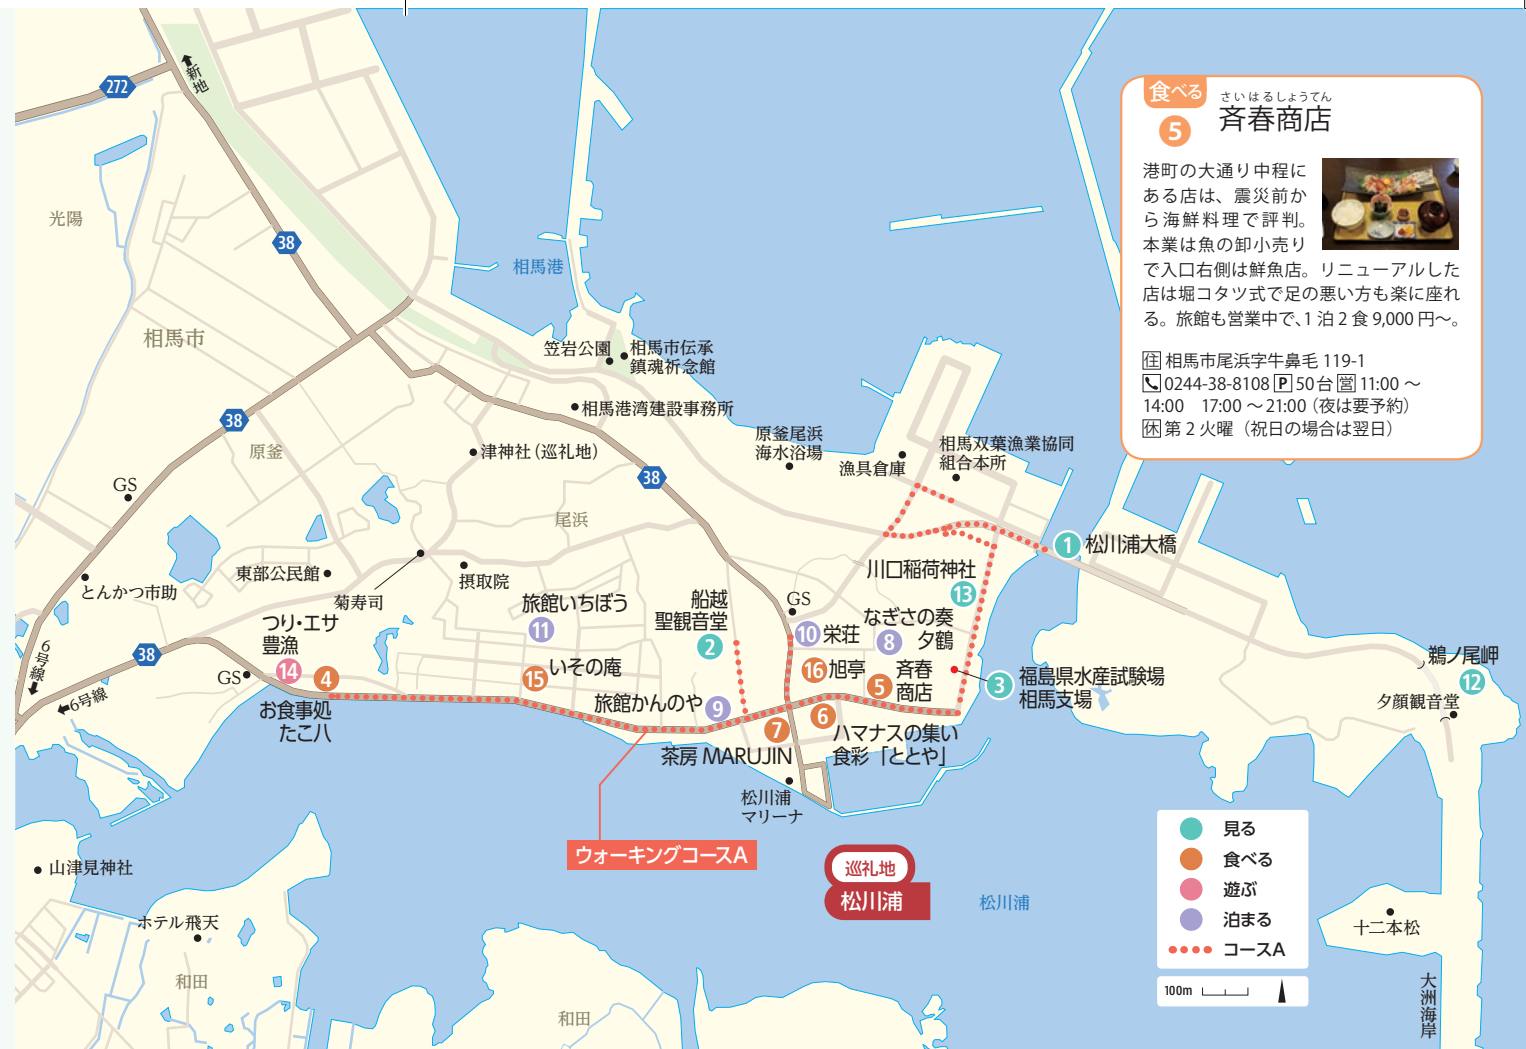 272
新地
食べる
5
さいはるしょうてん
斉春商店
港町の大通り中程に
ある店は、震災前か
ら海鮮料理で評判。
本業は魚の卸小売り
で入口右側は鮮魚店。リニューアルした
店は堀コタツ式で足の悪い方も楽に座れ
る。旅館も営業中で、1泊2食9,000円〜。
住 相馬市尾浜字牛鼻毛 119-1
0244-38-8108 P 50台 営 11:00 〜
14:00 17:00 〜 21:00（夜は要予約）
休 第2火曜（祝日の場合は翌日）
光陽
38
相馬港
相馬市
笠岩公園
相馬市伝承
鎮魂祈念館
相馬港湾建設事務所
38
原釜
津神社（巡礼地）
原釜尾浜
海水浴場
漁具倉庫
相馬双葉漁業協同
組合本所
38
GS
尾浜
1
松川浦大橋
とんかつ市助
東部公民館
菊寿司
摂取院
川口稲荷神社
13
GS
つり・エサ
豊漁
14
旅館いちぼう
11
船越
聖観音堂
2
10
栄荘
なぎさの奏
夕鶴
8
6号線
38
6号線
GS
4
お食事処
たこ八
15
いその庵
旅館かんのや
9
16
旭亭
5
斉春
商店
3
福島県水産試験場
相馬支場
鵜ノ尾岬
12
夕顔観音堂
7
茶房 MARUJIN
6
ハマナスの集い
食彩「ととや」
松川浦
マリーナ
ウォーキングコースA
巡礼地
松川浦
松川浦
山津見神社
ホテル飛天
和田
和田
見る
食べる
遊ぶ
泊まる
コースA
100m
十二本松
大洲海岸